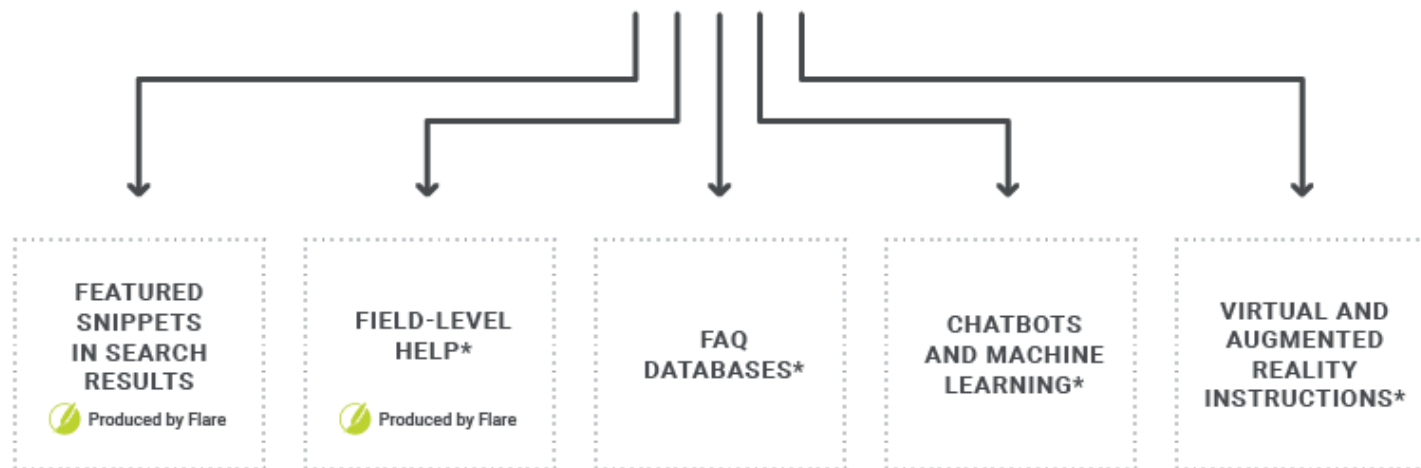 FEATURED
SNIPPETS
IN SEARCH
RESULTS
Produced by Flare
FIELD-LEVEL
HELP*
Produced by Flare
FAQ
DATABASES*
CHATBOTS
AND MACHINE
LEARNING*
VIRTUAL AND
AUGMENTED
REALITY
INSTRUCTIONS*